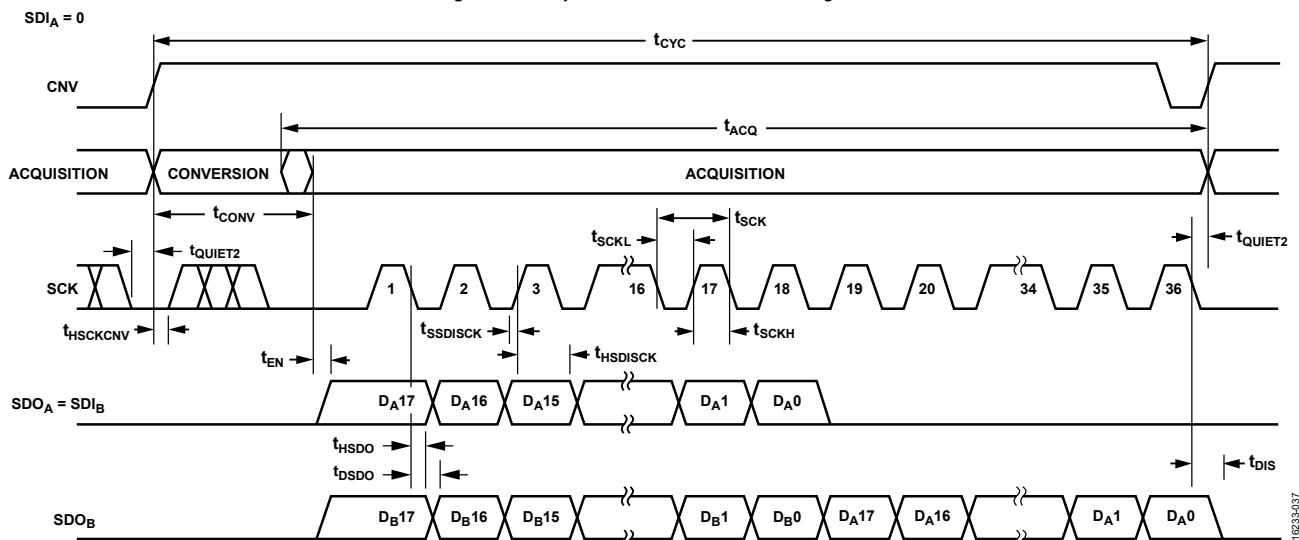 SDIA = 0
tCYC
CNV
tACQ
ACQUISITION
CONVERSION
ACQUISITION
tCONV
tSCK
tSCKL
tQUIET2
tQUIET2
SCK
1
2
3
16
17
18
19
20
34
35
36
tHSCKCNV
tSSDISCK
tSCKH
tEN
tHSDISCK
SDOA = SDIB
DA17
DA16
DA15
DA1
DA0
tHSDO
tDSDO
tDIS
SDOB
DB17
DB16
DB15
DB1
DB0
DA17
DA16
DA1
DA0
16233-037